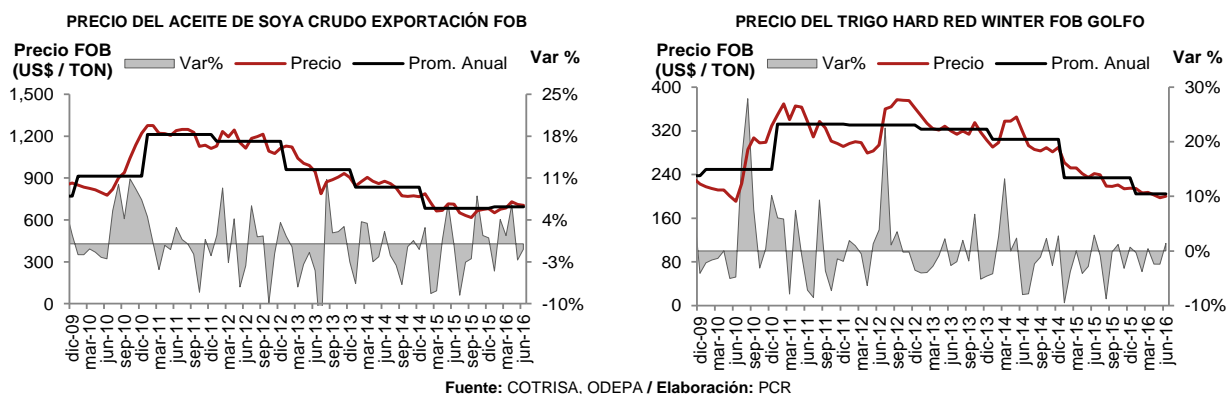 PRECIO DEL ACEITE DE SOYA CRUDO EXPORTACIÓN FOB
Precio FOB
(US$ / TON)
Var %
Var%
Precio
Prom. Anual
1,500
1,200
900
600
300
0
25%
18%
11%
4%
-3%
-10%
dic-09
mar-10
jun-10
sep-10
dic-10
mar-11
jun-11
sep-11
dic-11
mar-12
jun-12
sep-12
dic-12
mar-13
jun-13
sep-13
dic-13
mar-14
jun-14
sep-14
dic-14
mar-15
jun-15
sep-15
dic-15
mar-16
jun-16
PRECIO DEL TRIGO HARD RED WINTER FOB GOLFO
Precio FOB
(US$ / TON)
Var %
Var%
Precio
Prom. Anual
400
320
240
160
80
0
30%
20%
10%
0%
-10%
dic-09
mar-10
jun-10
sep-10
dic-10
mar-11
jun-11
sep-11
dic-11
mar-12
jun-12
sep-12
dic-12
mar-13
jun-13
sep-13
dic-13
mar-14
jun-14
sep-14
dic-14
mar-15
jun-15
sep-15
dic-15
mar-16
jun-16
Fuente: COTRISA, ODEPA / Elaboración: PCR